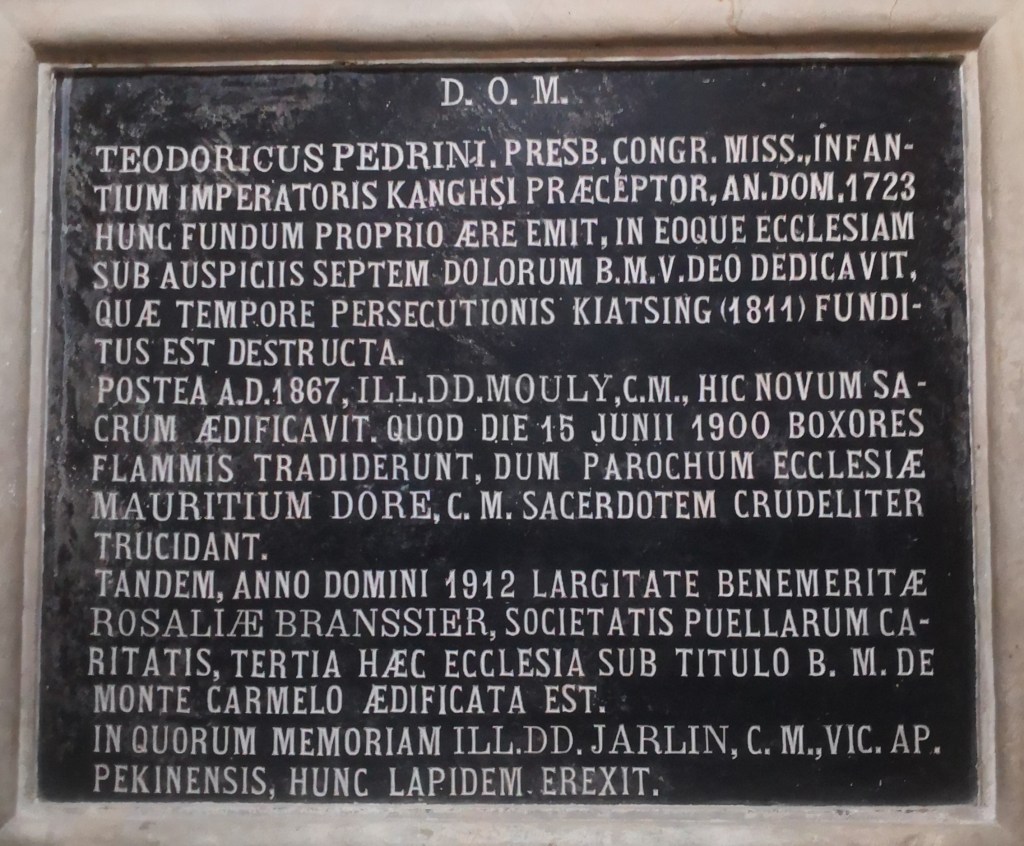 D. O. M.
TEODORICUS PEDRINI. PRESB. CONGR. MISS., INFAN-
TIUM IMPERATORIS KANGHSI PRÆCEPTOR, AN.DOM. 1723
HUNC FUNDUM PROPRIO ÆRE EMIT, IN EOQUE ECCLESIAM
SUB AUSPICIIS SEPTEM DOLORUM B.M.V. DEO DEDICAVIT,
QUÆ TEMPORE PERSECUTIONIS KIATSING (1811) FUNDI-
TUS EST DESTRUCTA.
POSTEA A.D.1867, ILL.DD.MOULY, C.M., HIC NOVUM SA-
CRUM ÆDIFICAVIT. QUOD DIE 15 JUNII 1900 BOXORES
FLAMMIS TRADIDERUNT, DUM PAROCHUM ECCLESIÆ
MAURITIUM DORE, C. M. SACERDOTEM CRUDELITER
TRUCIDANT.
TANDEM, ANNO DOMINI 1912 LARGITATE BENEMERITÆ
ROSALIÆ BRANSSIER, SOCIETATIS PUELLARUM CA-
RITATIS, TERTIA HÆC ECCLESIA SUB TITULO B. M. DE
MONTE CARMELO ÆDIFICATA EST.
IN QUORUM MEMORIAM ILL.DD. JARLIN, C. M., VIC. AP.
PEKINENSIS, HUNC LAPIDEM EREXIT.